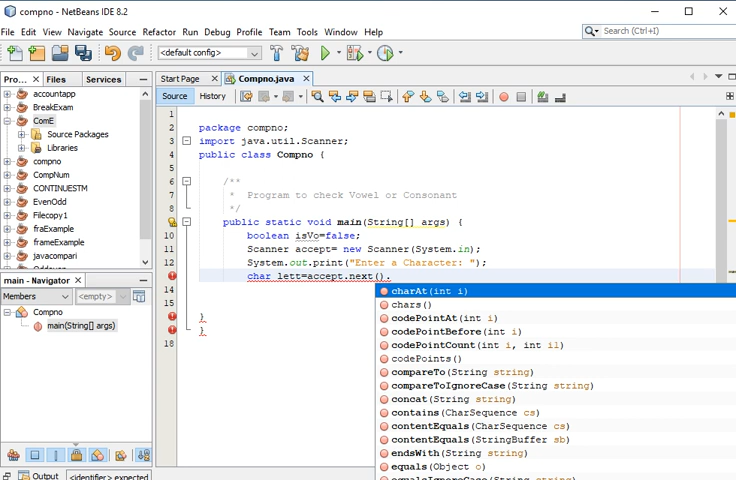 compno - NetBeans IDE 8.2
File Edit View Navigate Source Refactor Run Debug Profile Team Tools Window Help
Search (Ctrl+I)
<default config>
Pro... Files Services
Start Page Compno.java
Source History
accountapp
BreakExam
ComE
Source Packages
Libraries
compno
CompNum
CONTINUESTM
EvenOdd
Filecopy1
fraExample
frameExample
javacompari
main - Navigator
Members <empty>
Compno
main(String[] args)
1
2 package compno;
3 import java.util.Scanner;
4 public class Compno {
5
6 /**
7 * Program to check Vowel or Consonant
8 */
public static void main(String[] args) {
10 boolean isVo=false;
11 Scanner accept= new Scanner(System.in);
12 System.out.print("Enter a Character: ");
char lett=accept.next().
14
15
}
}
18
charAt(int i)
chars()
codePointAt(int i)
codePointBefore(int i)
codePointCount(int i, int i1)
codePoints()
compareTo(String string)
compareToIgnoreCase(String string)
concat(String string)
contains(CharSequence cs)
contentEquals(CharSequence cs)
contentEquals(StringBuffer sb)
endsWith(String string)
equals(Object o)
equalsIgnoreCase(String string)
Output
<identifier> expected